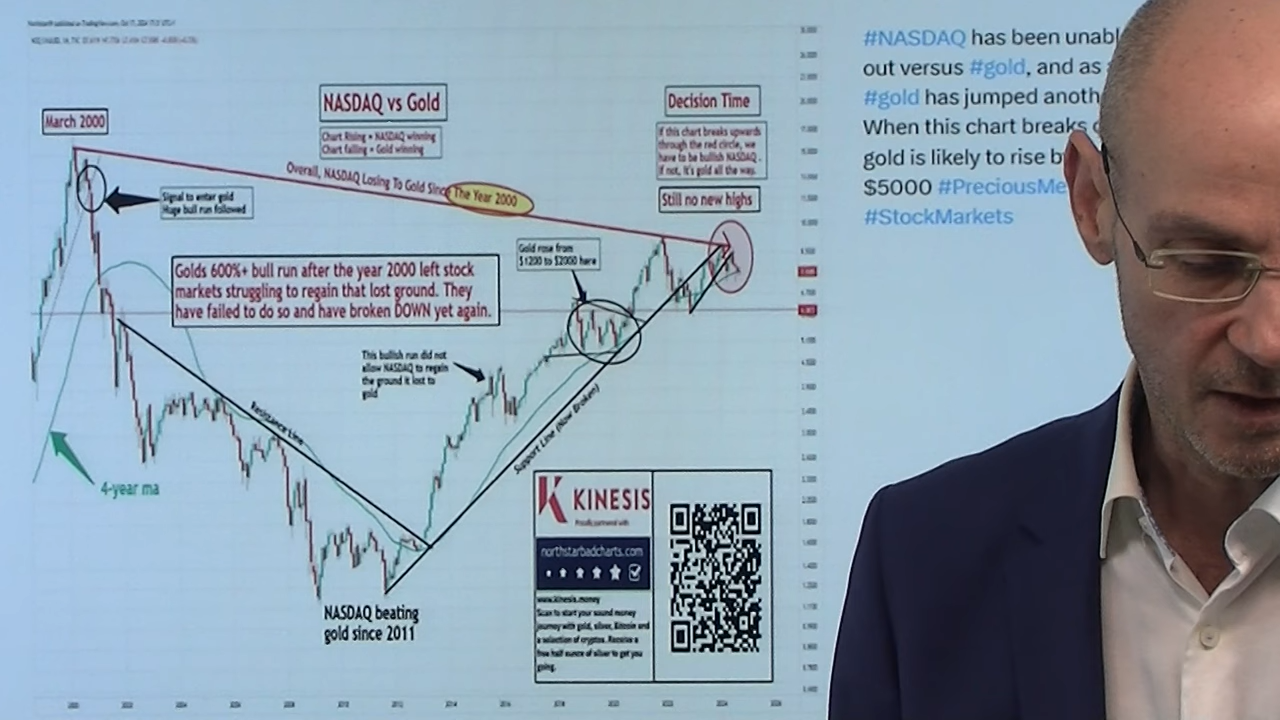 March 2000
NASDAQ vs Gold
Chart Rising = NASDAQ winning
Chart falling = Gold winning
Decision Time
If this chart breaks upwards
through the red circle, we
have to be bullish NASDAQ.
If not, it's gold all the way.
Still no new highs
Overall, NASDAQ Losing To Gold Since The Year 2000
Signal to enter gold
Huge bull run followed
Gold rose from
$1200 to $2000 here
Golds 600%+ bull run after the year 2000 left stock
markets struggling to regain that lost ground. They
have failed to do so and have broken DOWN yet again.
This bullish run did not
allow NASDAQ to regain
the ground it lost to
gold
Resistance Line
Support Line (Now Broken)
4-year ma
NASDAQ beating
gold since 2011
KINESIS
Proudly partnered with
northstarbadcharts.com
www.kinesis.money
Scan to start your sound money
journey with gold, silver, Bitcoin and
a selection of cryptos. Receive a
free half ounce of silver to get you
going.
#NASDAQ has been unabl
out versus #gold, and as
#gold has jumped anoth
When this chart breaks
gold is likely to rise b
$5000 #PreciousMe
#StockMarkets